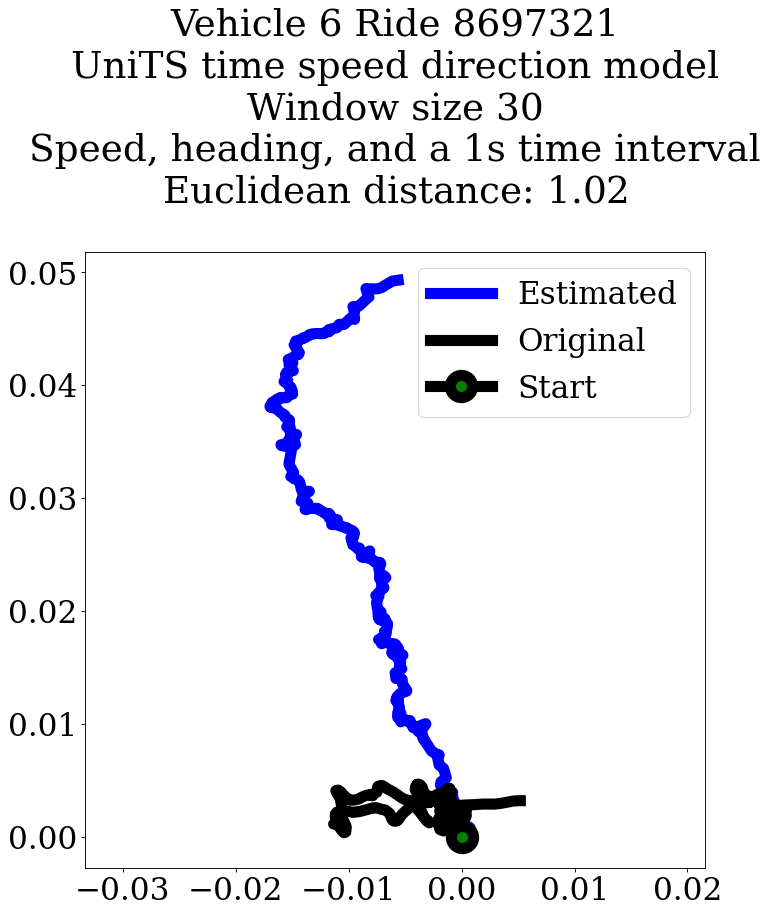 Vehicle 6 Ride 8697321
UniTS time speed direction model
Window size 30
Speed, heading, and a 1s time interval
Euclidean distance: 1.02
Estimated
Original
Start
0.05
0.04
0.03
0.02
0.01
0.00
−0.03 −0.02 −0.01 0.00 0.01 0.02